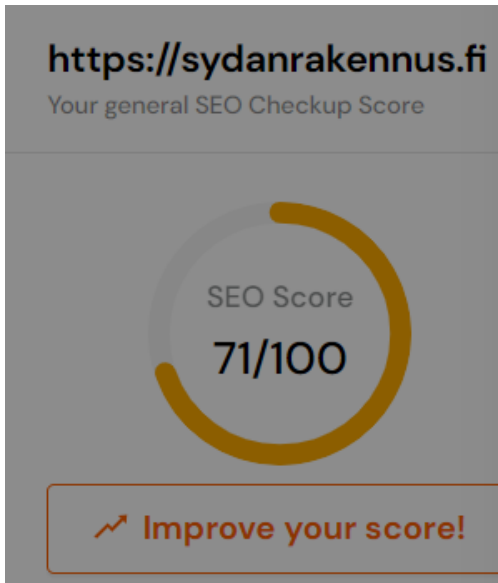 https://sydanrakennus.fi
Your general SEO Checkup Score
SEO Score
71/100
Improve your score!